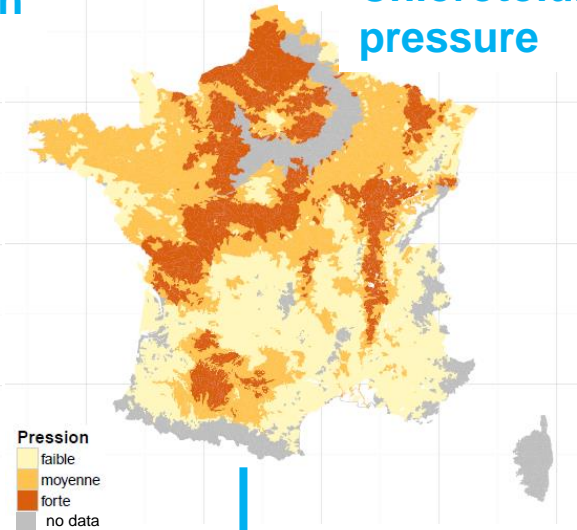 pressure
Pression
faible
moyenne
forte
no data